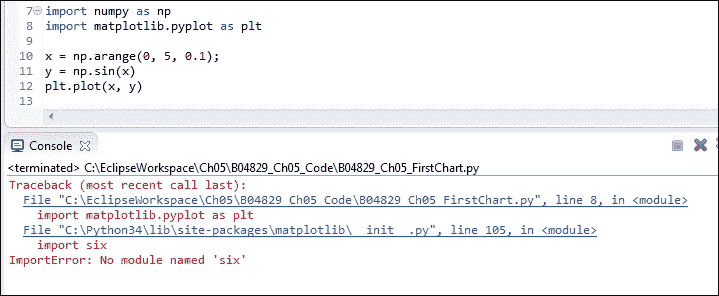 7 import numpy as np
8 import matplotlib.pyplot as plt
9
10 x = np.arange(0, 5, 0.1);
11 y = np.sin(x)
12 plt.plot(x, y)
13
Console
<terminated> C:\EclipseWorkspace\Ch05\B04829_Ch05_Code\B04829_Ch05_FirstChart.py
Traceback (most recent call last):
File "C:\EclipseWorkspace\Ch05\B04829_Ch05_Code\B04829_Ch05_FirstChart.py", line 8, in <module>
import matplotlib.pyplot as plt
File "C:\Python34\lib\site-packages\matplotlib\__init__.py", line 105, in <module>
import six
ImportError: No module named 'six'